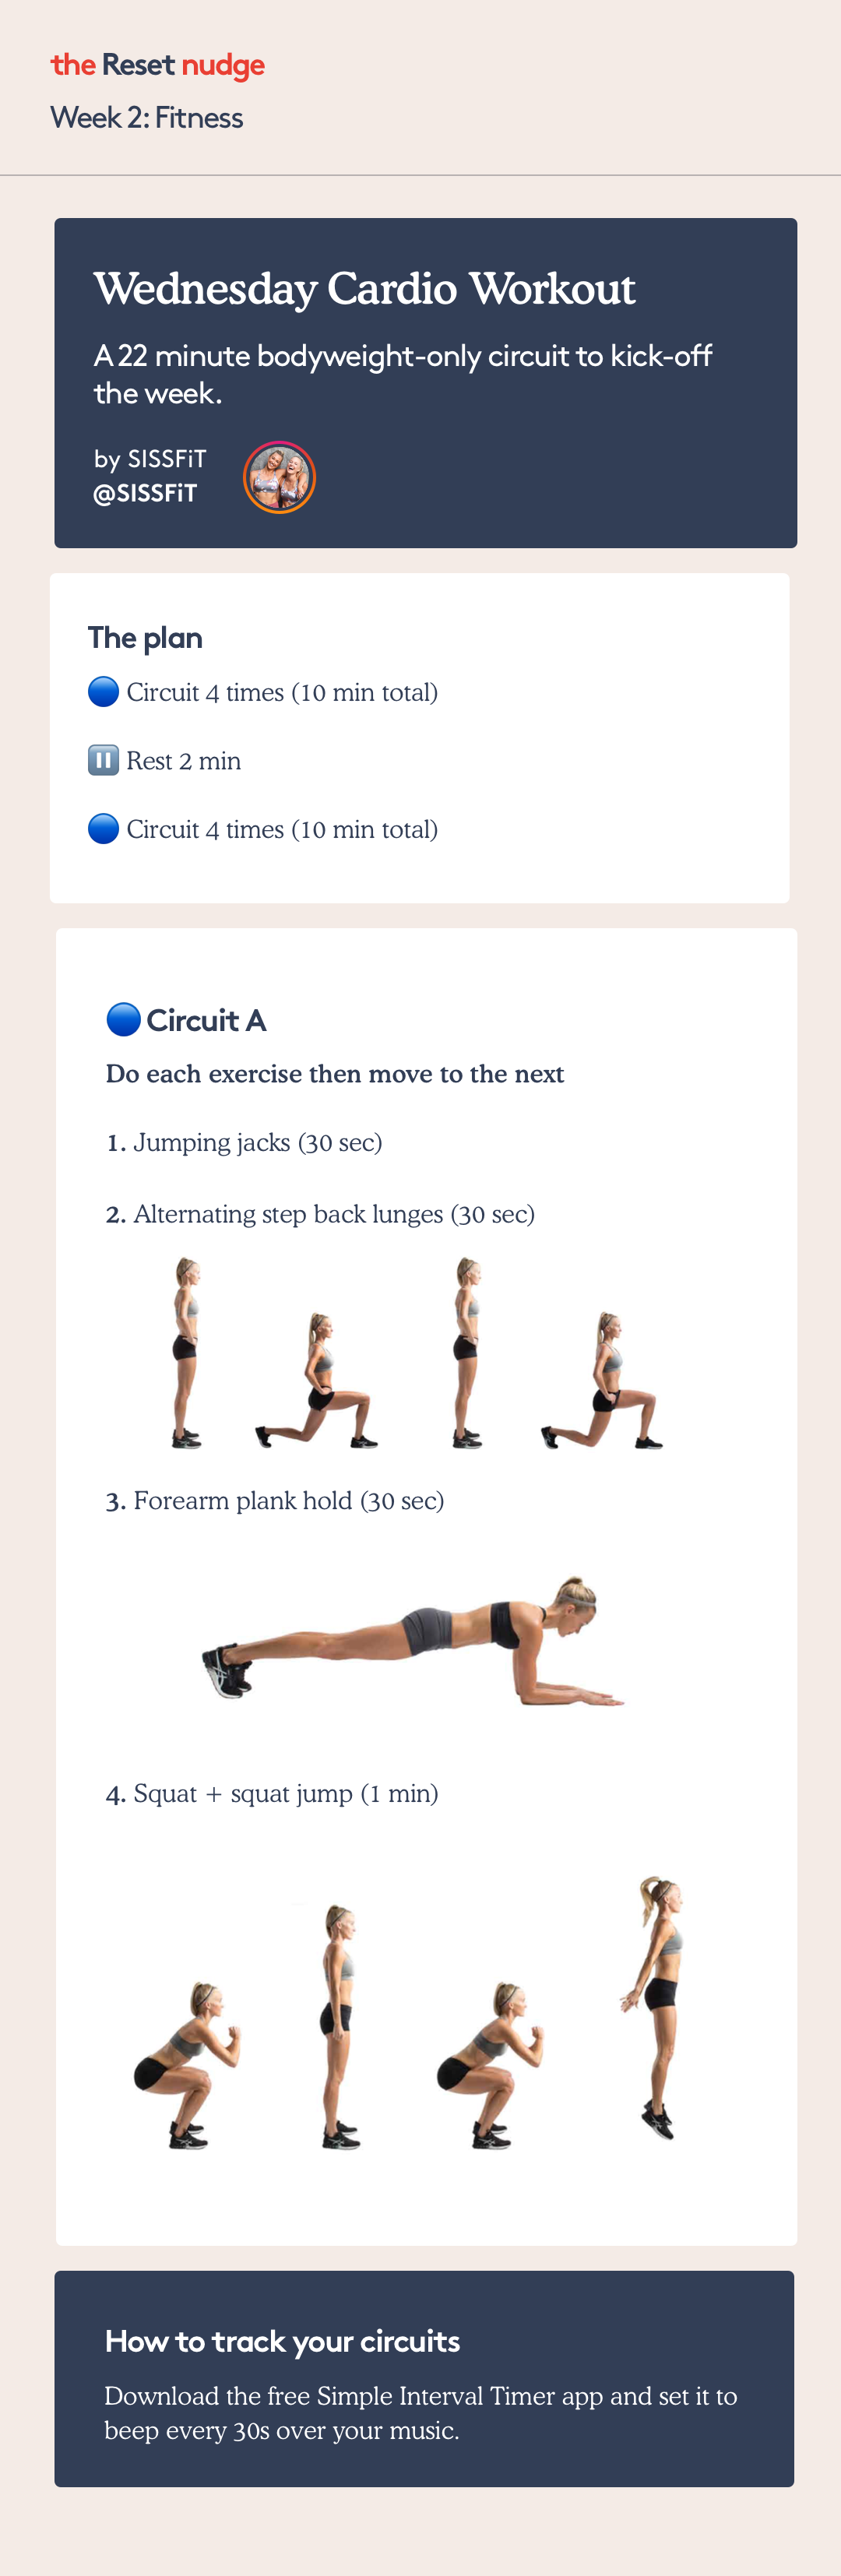 the Reset nudge
Week 2: Fitness
Wednesday Cardio Workout
A 22 minute bodyweight-only circuit to kick-off
the week.
by SISSFiT
@SISSFiT
The plan
Circuit 4 times (10 min total)
Rest 2 min
Circuit 4 times (10 min total)
Circuit A
Do each exercise then move to the next
1. Jumping jacks (30 sec)
2. Alternating step back lunges (30 sec)
3. Forearm plank hold (30 sec)
4. Squat + squat jump (1 min)
How to track your circuits
Download the free Simple Interval Timer app and set it to
beep every 30s over your music.